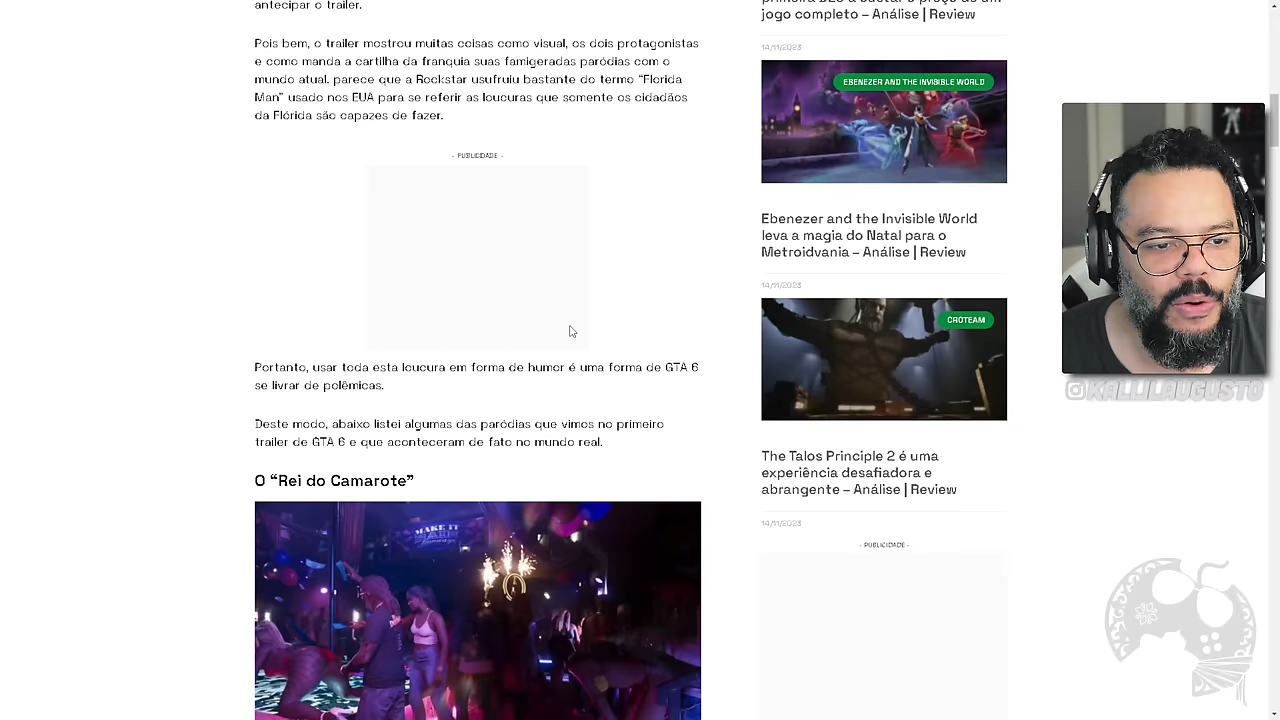 antecipar o trailer.
Pois bem, o trailer mostrou muitas coisas como visual, os dois protagonistas
e como manda a cartilha da franquia suas famigeradas paródias com o
mundo atual. parece que a Rockstar usufruiu bastante do termo “Florida
Man” usado nos EUA para se referir as loucuras que somente os cidadãos
da Flórida são capazes de fazer.
- PUBLICIDADE -
Portanto, usar toda esta loucura em forma de humor é uma forma de GTA 6
se livrar de polêmicas.
Deste modo, abaixo listei algumas das paródias que vimos no primeiro
trailer de GTA 6 e que aconteceram de fato no mundo real.
O “Rei do Camarote”
MAKE IT
jogo completo – Análise | Review
14/11/2023
EBENEZER AND THE INVISIBLE WORLD
Ebenezer and the Invisible World
leva a magia do Natal para o
Metroidvania – Análise | Review
14/11/2023
CROTEAM
The Talos Principle 2 é uma
experiência desafiadora e
abrangente – Análise | Review
14/11/2023
- PUBLICIDADE -
KALLILAUGUSTO